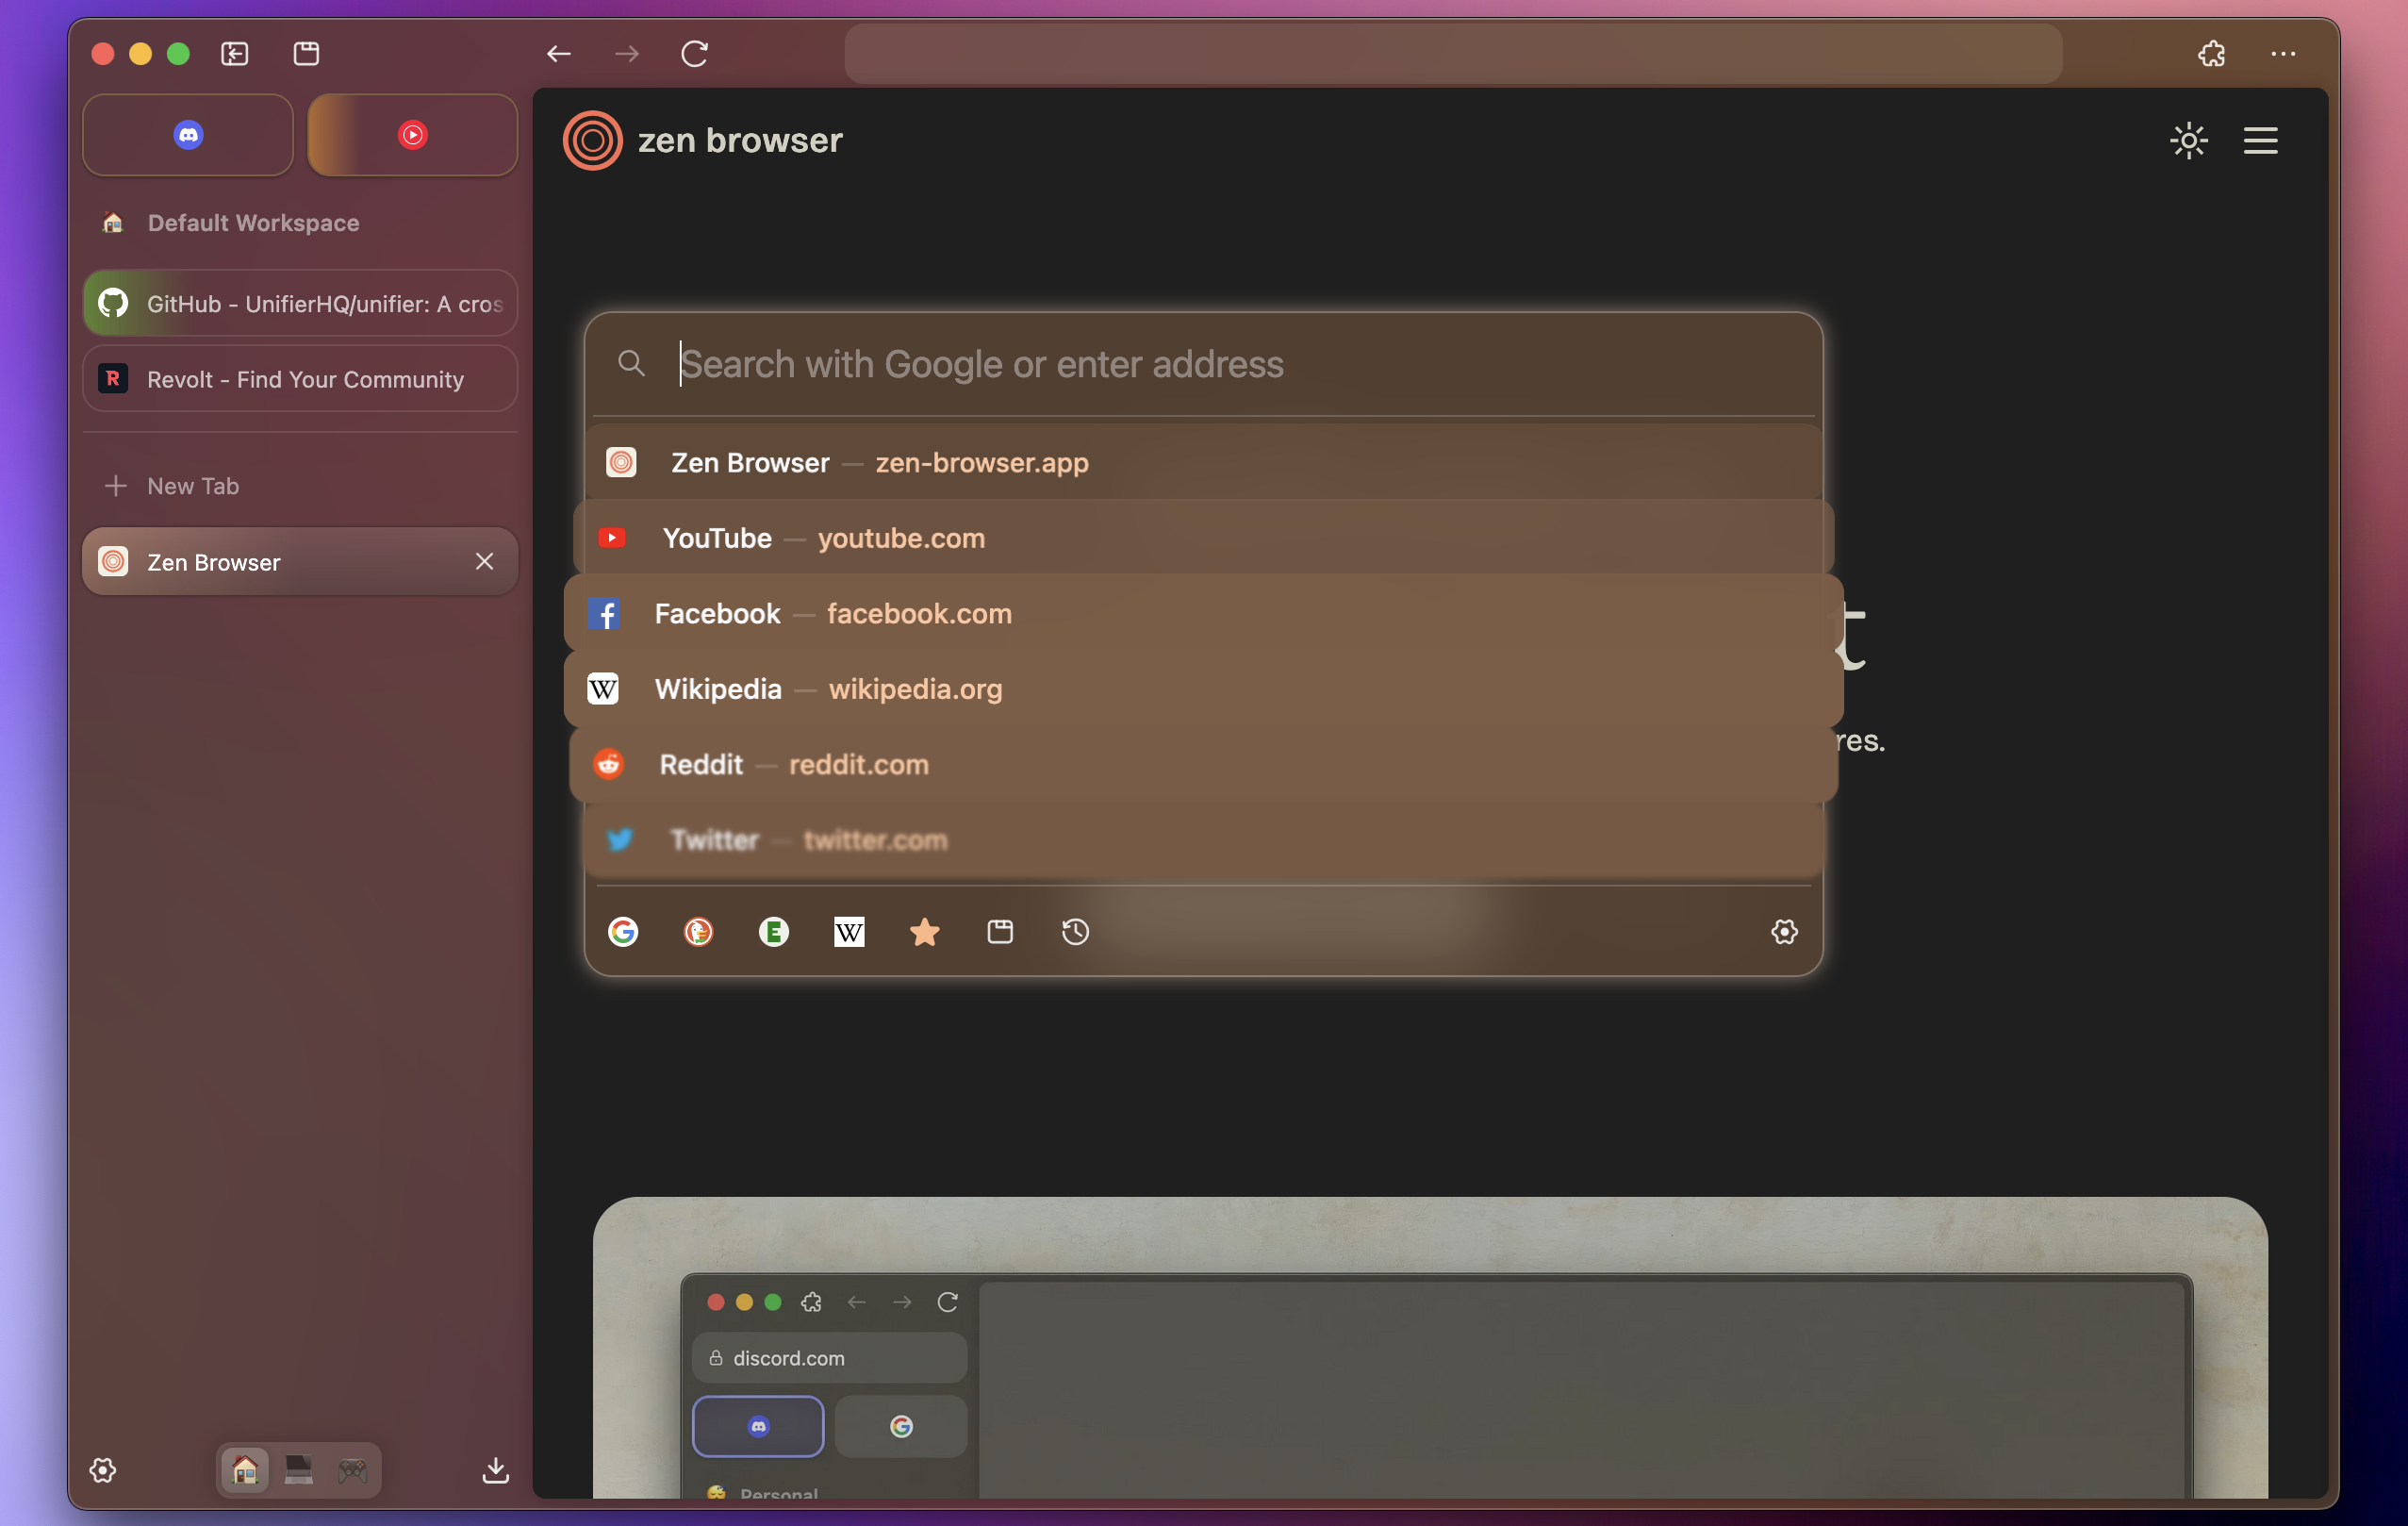 zen browser
Default Workspace
GitHub - UnifierHQ/unifier: A cros
Revolt - Find Your Community
New Tab
Zen Browser
Search with Google or enter address
Zen Browser — zen-browser.app
YouTube — youtube.com
Facebook — facebook.com
Wikipedia — wikipedia.org
Reddit — reddit.com
Twitter — twitter.com
t
res.
discord.com
Personal